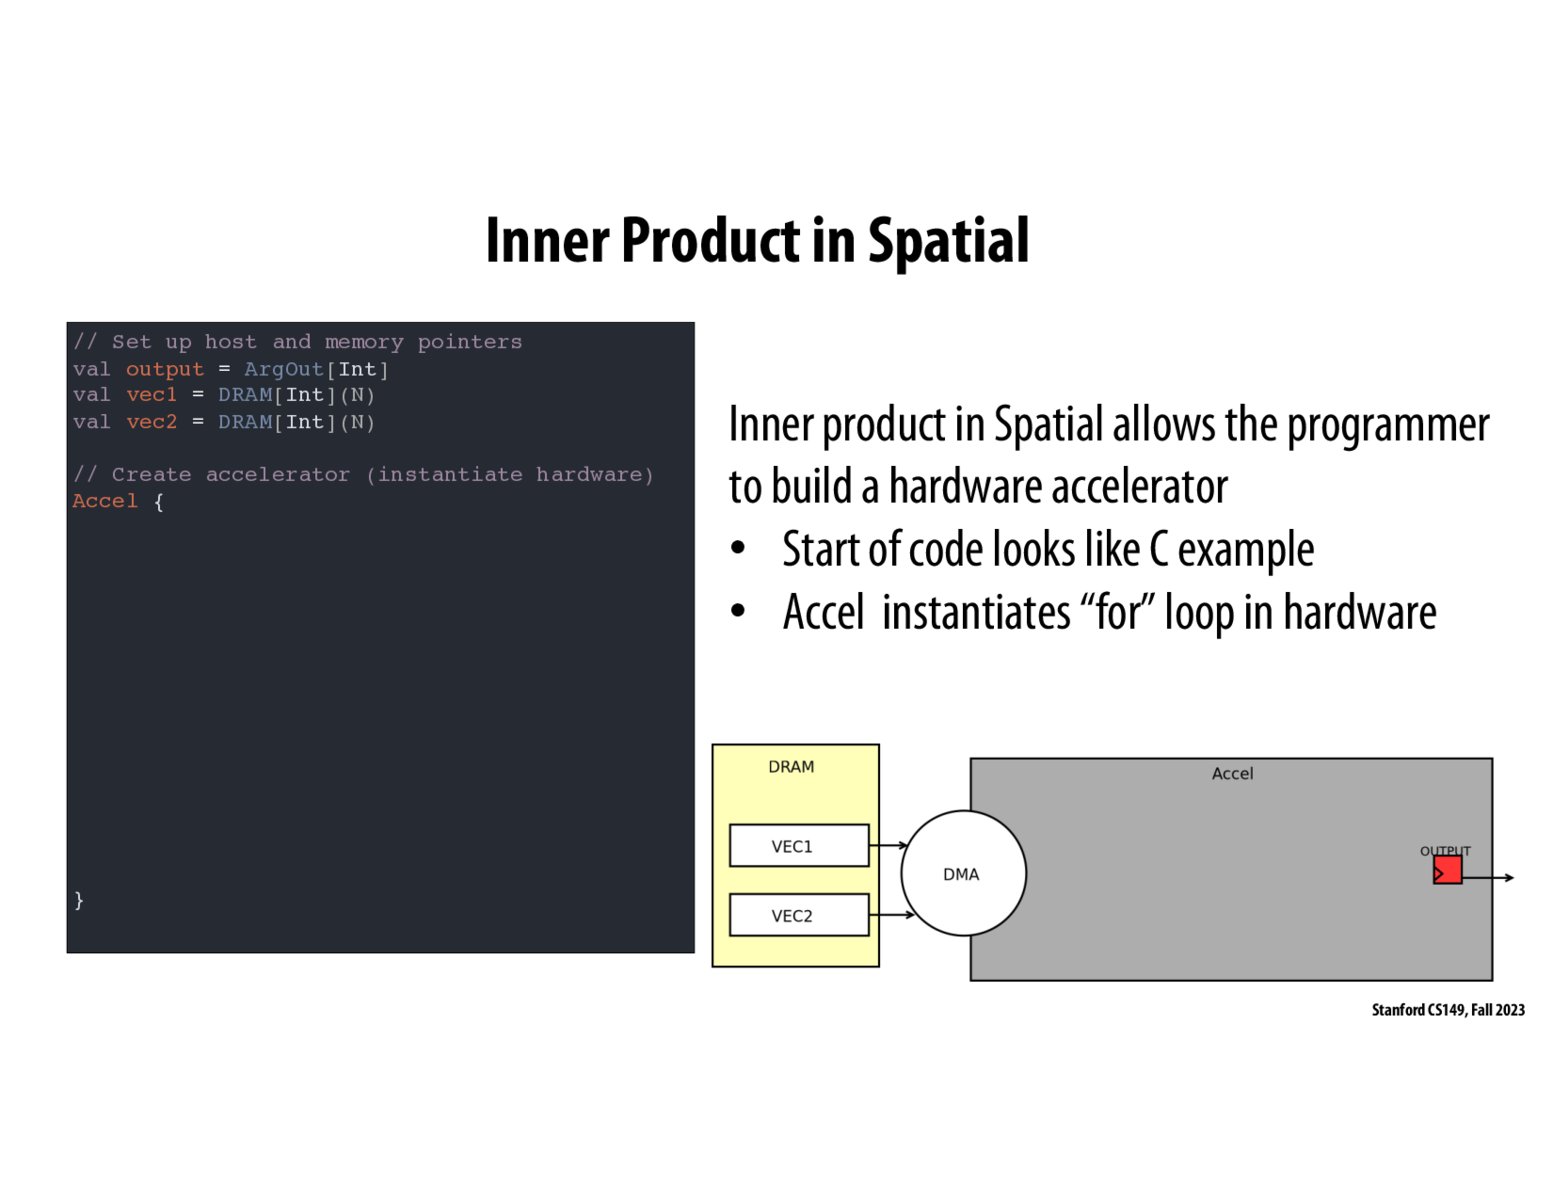 Inner Product in Spatial
// Set up host and memory pointers
val output = ArgOut[Int]
val vec1 = DRAM[Int](N)
val vec2 = DRAM[Int](N)
// Create accelerator (instantiate hardware)
Accel {
}
Inner product in Spatial allows the programmer
to build a hardware accelerator
• Start of code looks like C example
• Accel instantiates “for” loop in hardware
DRAM
VEC1
VEC2
DMA
Accel
OUTPUT
Stanford CS149, Fall 2023